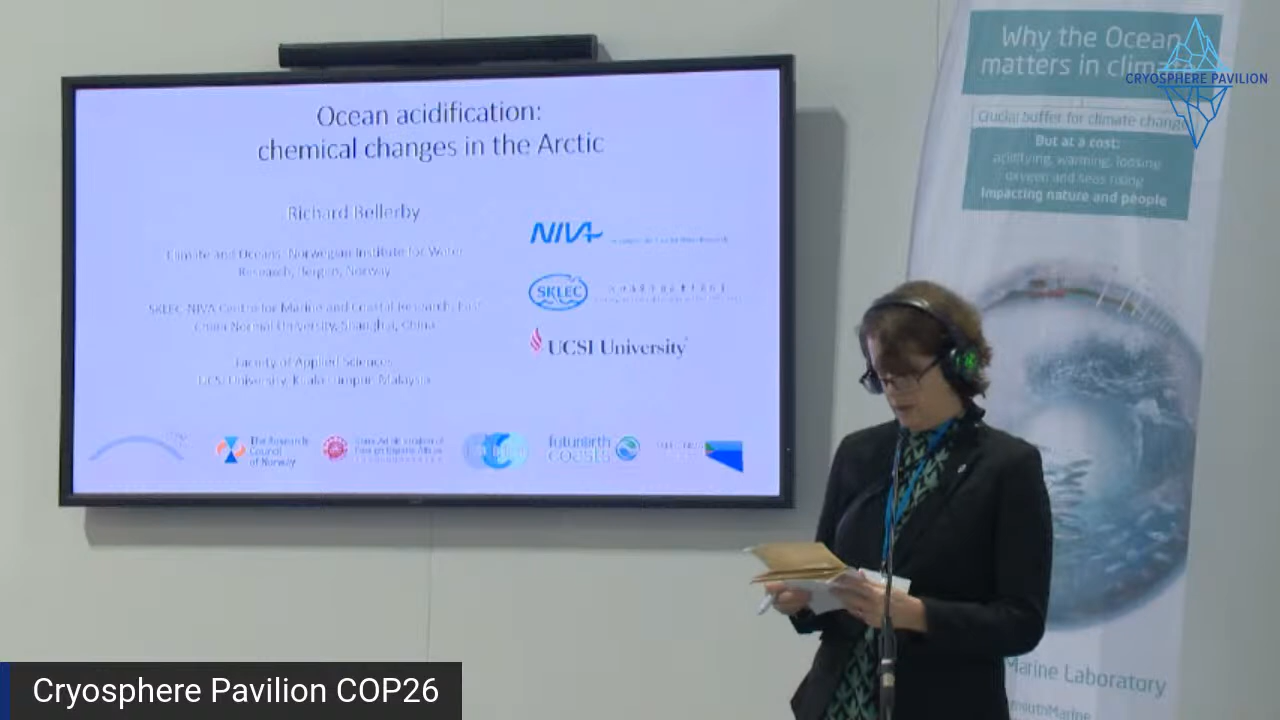 Ocean acidification:
chemical changes in the Arctic
Richard Bellerby
Climate and Oceans, Norwegian Institute for Water
Research, Bergen, Norway
SKLEC-NIVA Centre for Marine and Coastal Research, East
China Normal University, Shanghai, China
Faculty of Applied Sciences
UCSI University, Kuala Lumpur, Malaysia
NIVA
SKLEC
UCSI University
The Research
Council
of Norway
futurearth
COASTS
Why the Ocean
matters in
CRYOSPHERE PAVILION
Crucial buffer for climate change
But at a cost:
acidifying, warming, loosing
oxygen and seas rising
Impacting nature and people
Marine Laboratory
Cryosphere Pavilion COP26